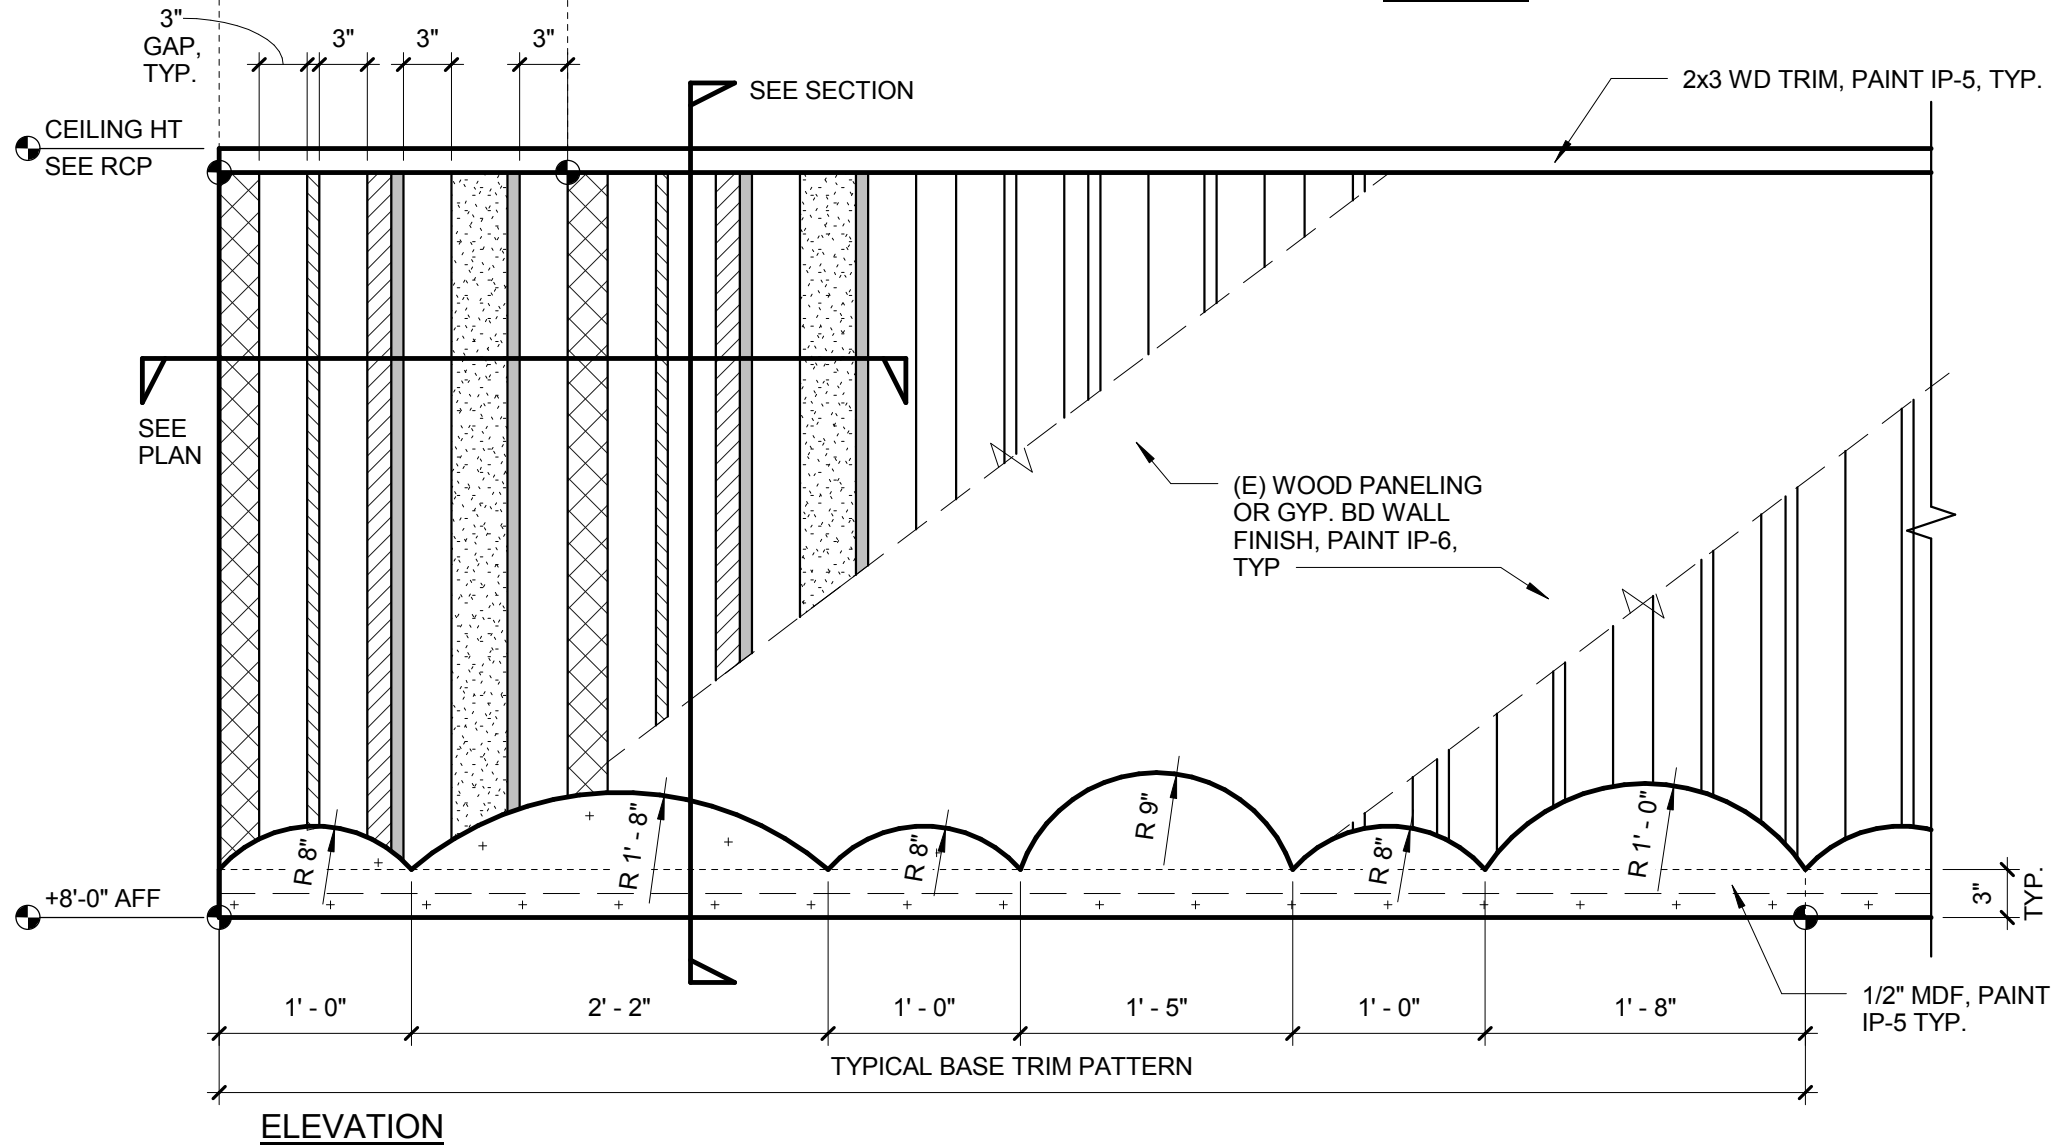 3"
GAP,
TYP.
3"
3"
3"
SEE SECTION
2x3 WD TRIM, PAINT IP-5, TYP.
CEILING HT
SEE RCP
SEE
PLAN
(E) WOOD PANELING
OR GYP. BD WALL
FINISH, PAINT IP-6,
TYP
R 8"
R 1' - 8"
R 8"
R 9"
R 8"
R 1' - 0"
+8'-0" AFF
3"
TYP.
1' - 0"
2' - 2"
1' - 0"
1' - 5"
1' - 0"
1' - 8"
1/2" MDF, PAINT
IP-5 TYP.
TYPICAL BASE TRIM PATTERN
ELEVATION